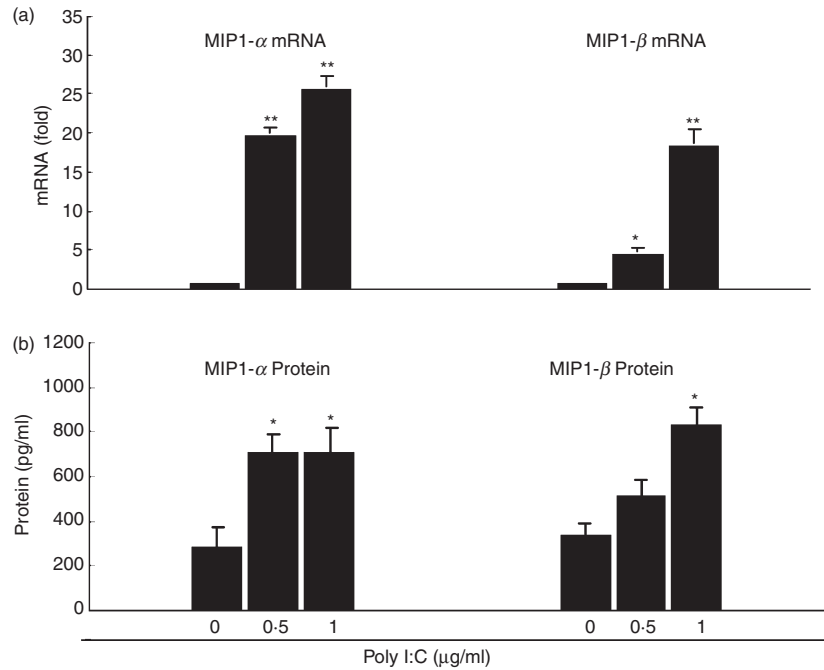 (a)
35
30
25
20
15
10
5
0
mRNA (fold)
MIP1-α mRNA
MIP1-β mRNA
**
**
*
**
(b)
1200
1000
800
600
400
200
0
Protein (pg/ml)
MIP1-α Protein
MIP1-β Protein
*
*
*
0 0·5 1 0 0·5 1
Poly I:C (μg/ml)